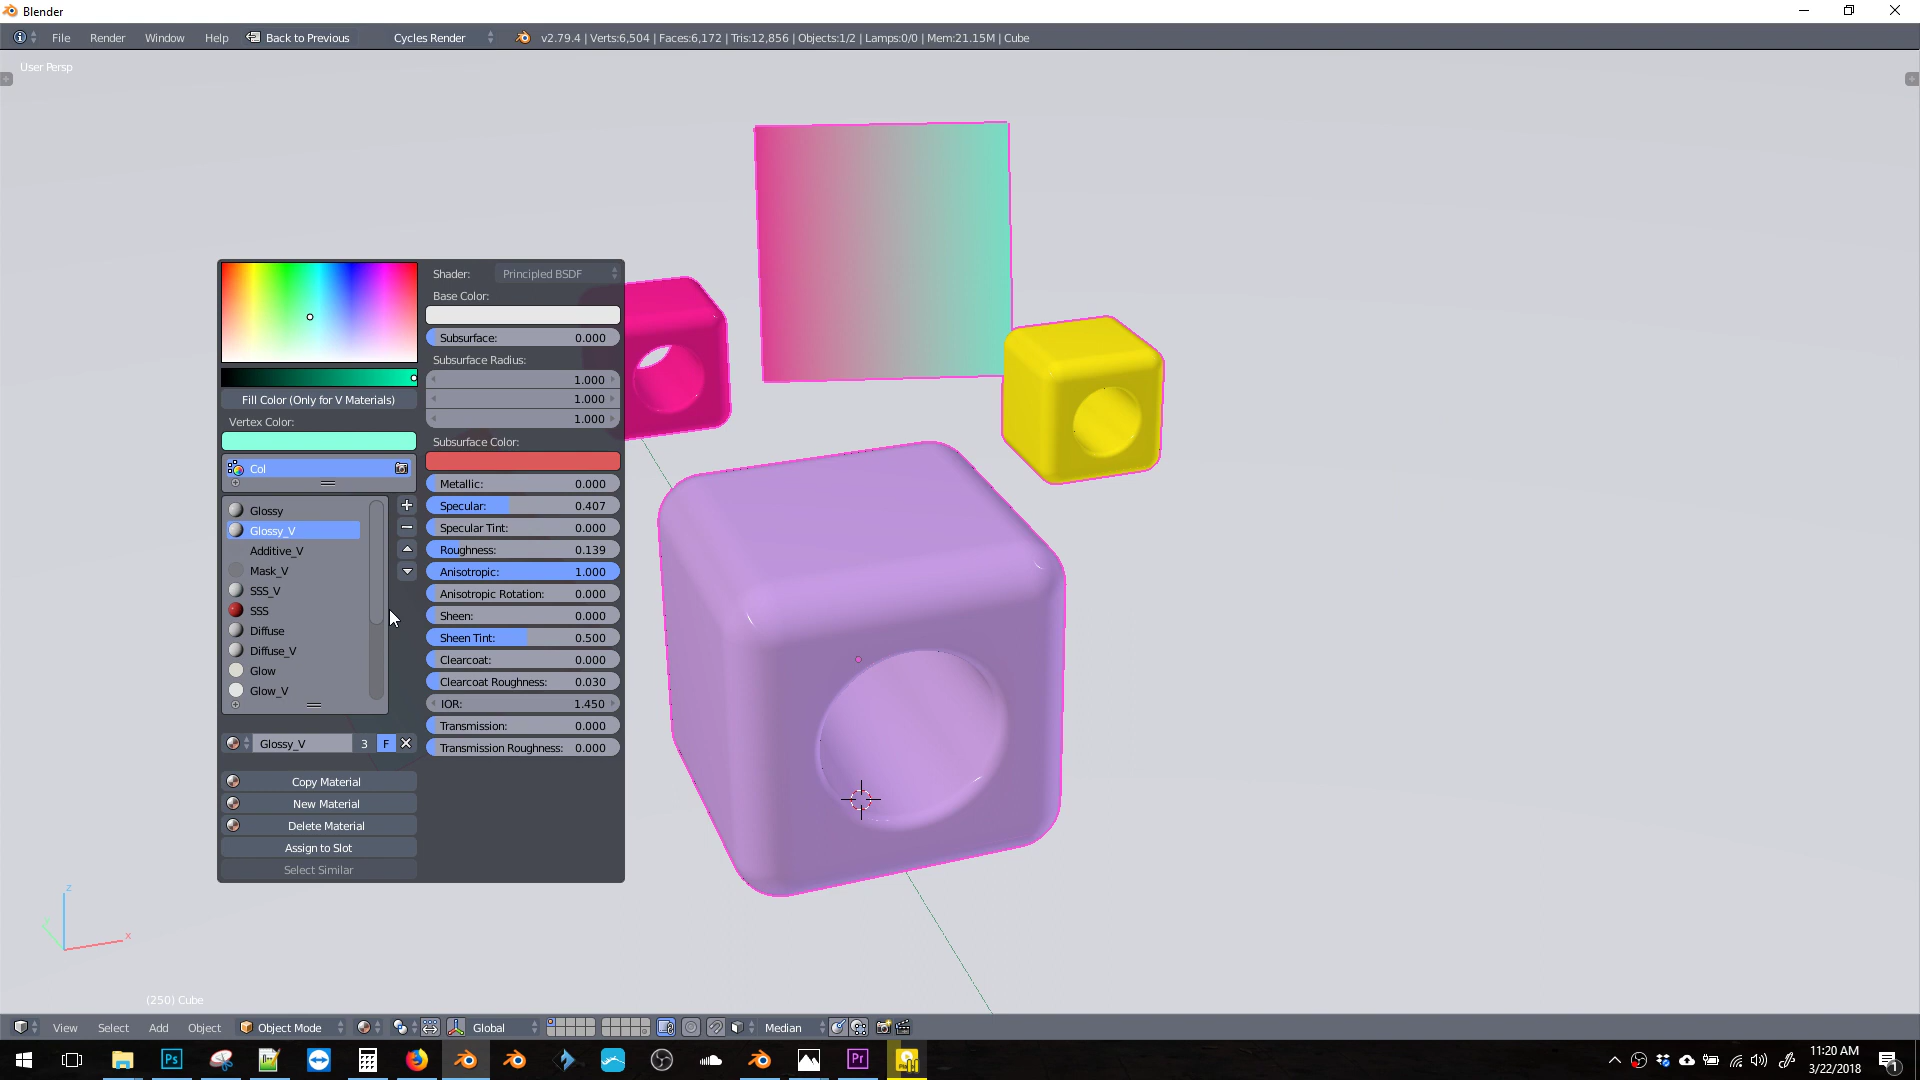 Blender
File Render Window Help Back to Previous Cycles Render v2.79.4 | Verts:6,504 | Faces:6,172 | Tris:12,856 | Objects:1/2 | Lamps:0/0 | Mem:21.15M | Cube
User Persp
Shader: Principled BSDF
Base Color:
Subsurface: 0.000
Subsurface Radius:
1.000
1.000
1.000
Subsurface Color:
Metallic: 0.000
Specular: 0.407
Specular Tint: 0.000
Roughness: 0.139
Anisotropic: 1.000
Anisotropic Rotation: 0.000
Sheen: 0.000
Sheen Tint: 0.500
Clearcoat: 0.000
Clearcoat Roughness: 0.030
IOR: 1.450
Transmission: 0.000
Transmission Roughness: 0.000
Fill Color (Only for V Materials)
Vertex Color:
Col
Glossy
Glossy_V
Additive_V
Mask_V
SSS_V
SSS
Diffuse
Diffuse_V
Glow
Glow_V
Glossy_V 3 F
Copy Material
New Material
Delete Material
Assign to Slot
Select Similar
z
x
(250) Cube
View Select Add Object Object Mode Global Median
Ps
Pr
11:20 AM
3/22/2018
1